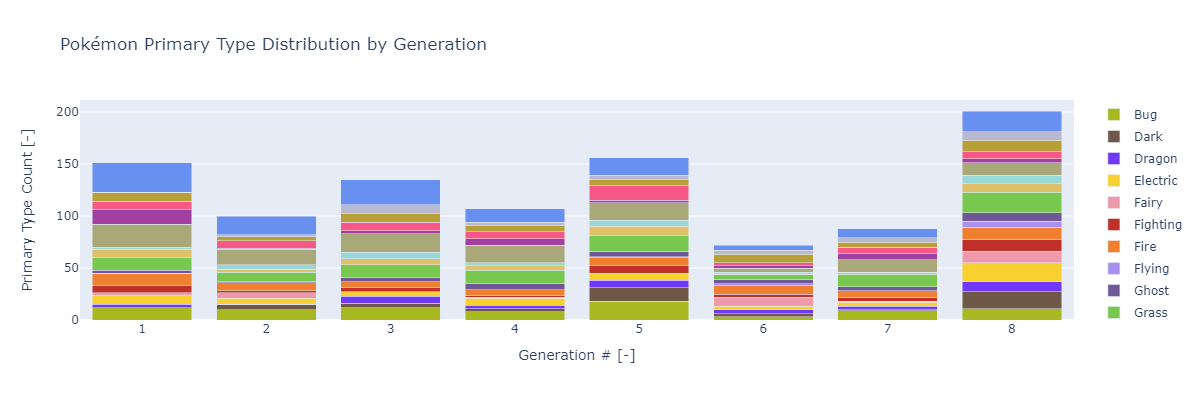 Pokémon Primary Type Distribution by Generation
Primary Type Count [-]
200
150
100
50
0
1 2 3 4 5 6 7 8
Generation # [-]
Bug
Dark
Dragon
Electric
Fairy
Fighting
Fire
Flying
Ghost
Grass